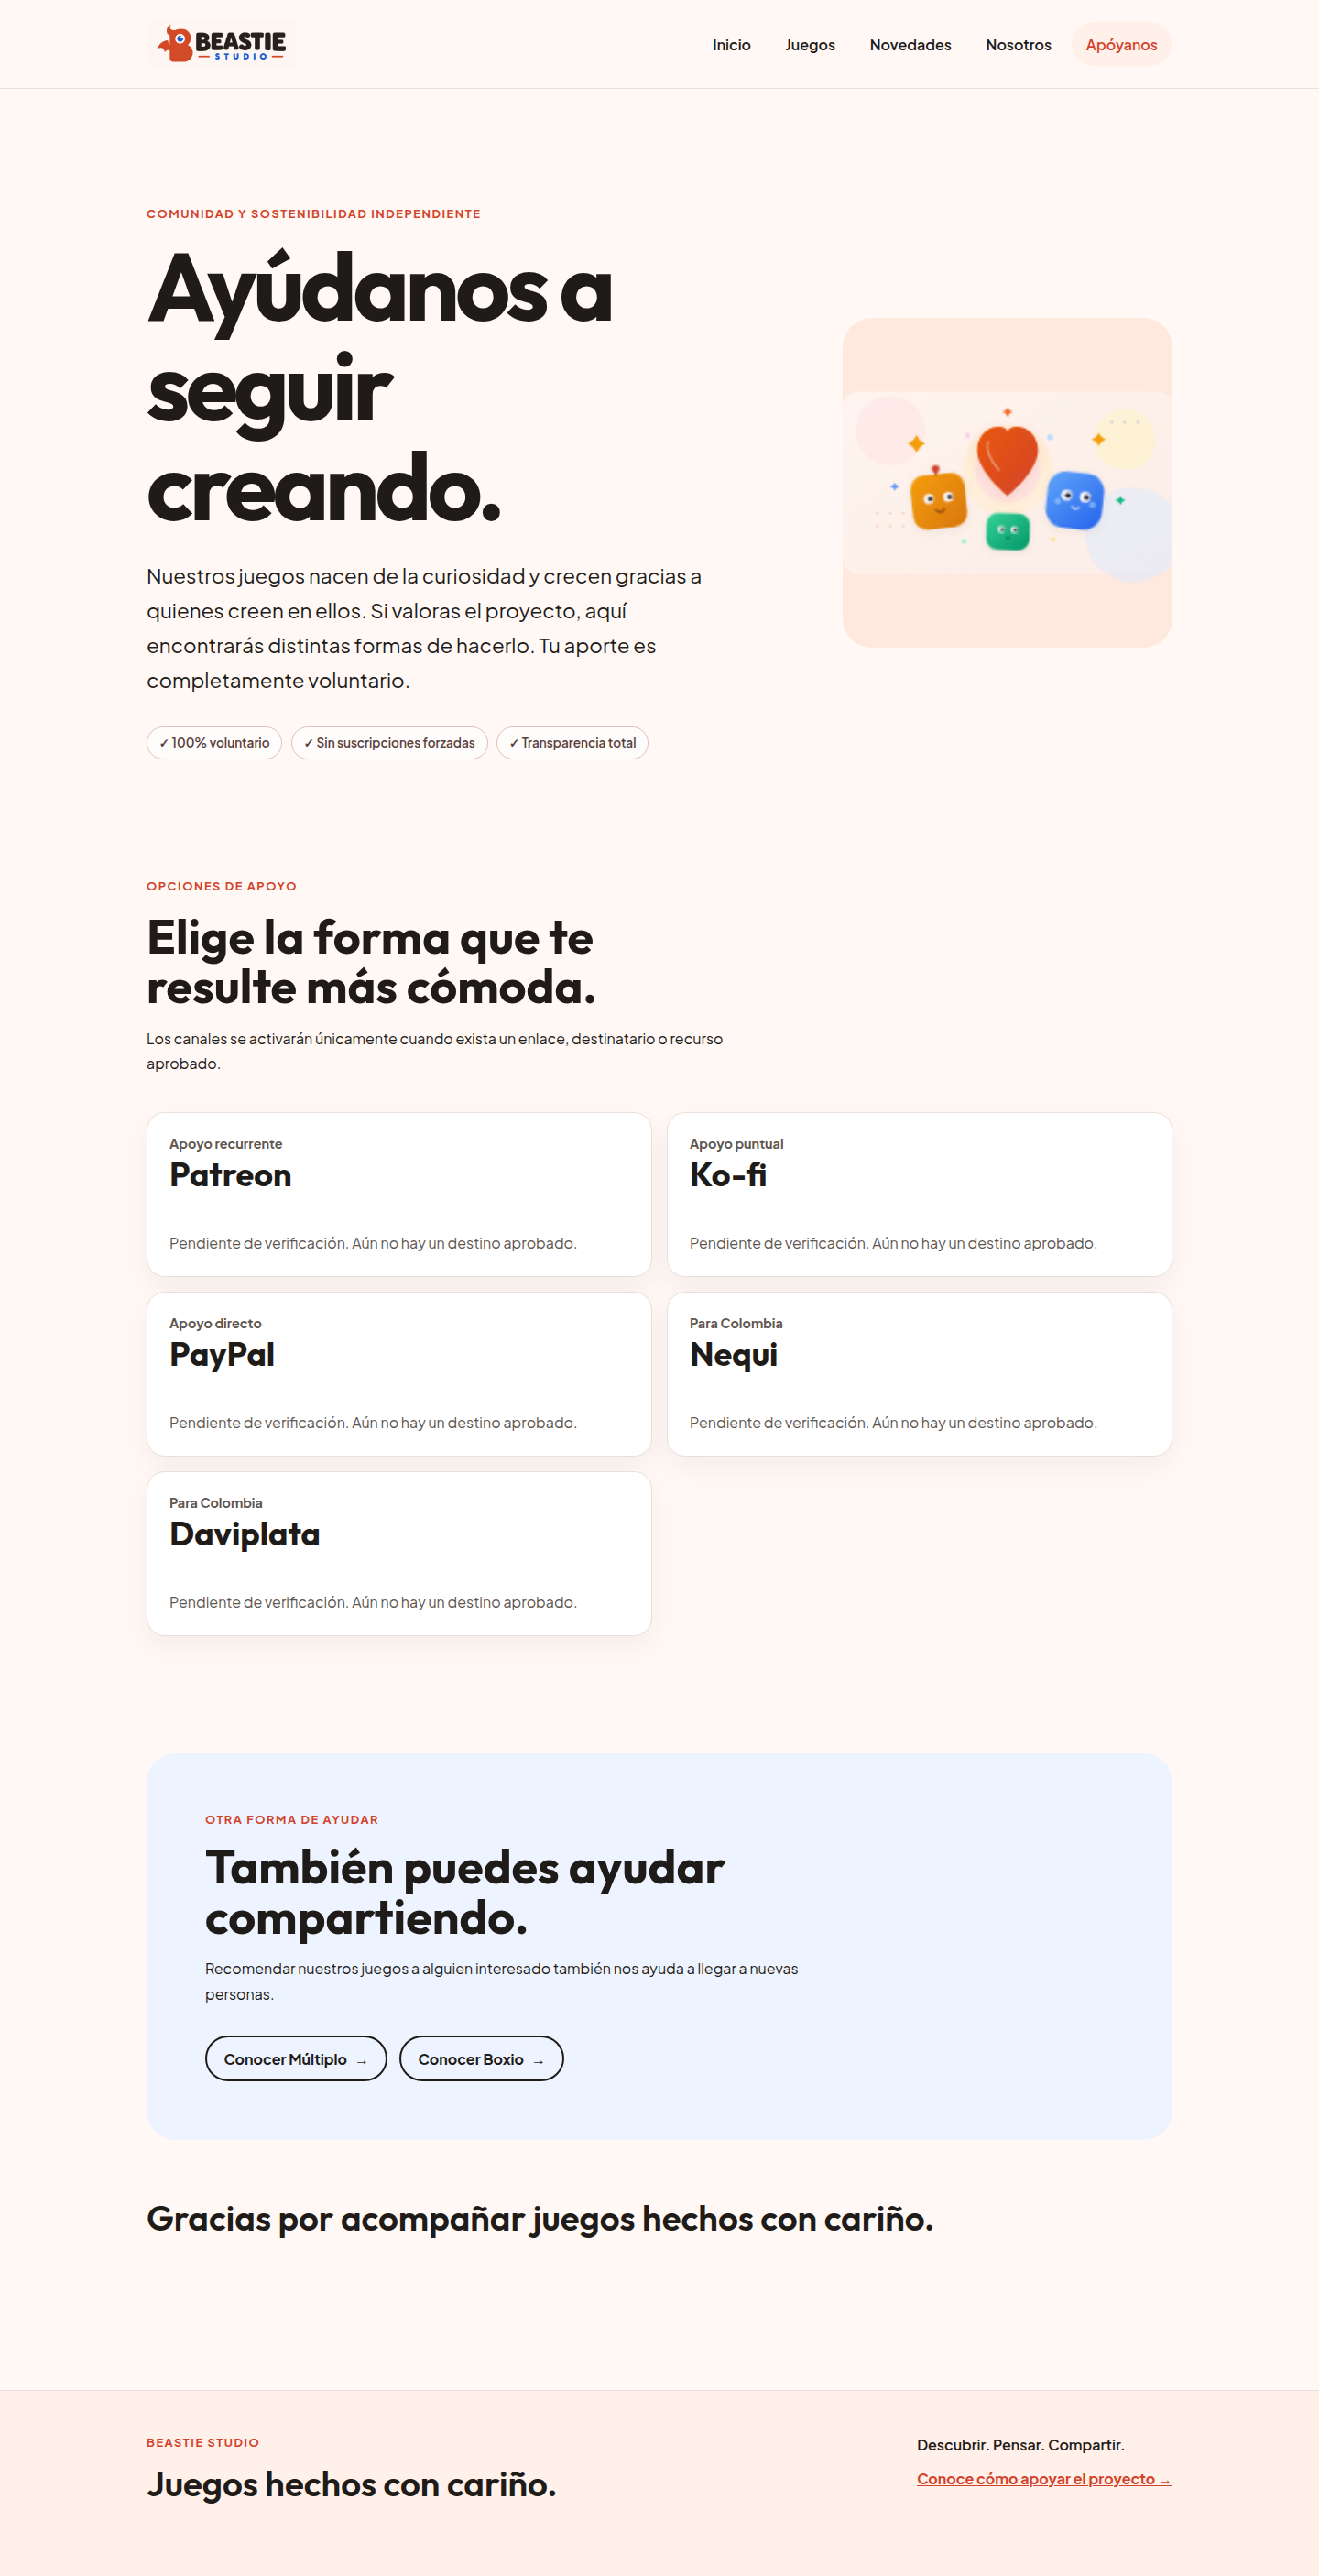 BEASTIE
STUDIO
Inicio
Juegos
Novedades
Nosotros
Apóyanos
COMUNIDAD Y SOSTENIBILIDAD INDEPENDIENTE
Ayúdanos a
seguir
creando.
Nuestros juegos nacen de la curiosidad y crecen gracias a
quienes creen en ellos. Si valoras el proyecto, aquí
encontrarás distintas formas de hacerlo. Tu aporte es
completamente voluntario.
✓ 100% voluntario
✓ Sin suscripciones forzadas
✓ Transparencia total
OPCIONES DE APOYO
Elige la forma que te
resulte más cómoda.
Los canales se activarán únicamente cuando exista un enlace, destinatario o recurso
aprobado.
Apoyo recurrente
Patreon
Pendiente de verificación. Aún no hay un destino aprobado.
Apoyo puntual
Ko-fi
Pendiente de verificación. Aún no hay un destino aprobado.
Apoyo directo
PayPal
Pendiente de verificación. Aún no hay un destino aprobado.
Para Colombia
Nequi
Pendiente de verificación. Aún no hay un destino aprobado.
Para Colombia
Daviplata
Pendiente de verificación. Aún no hay un destino aprobado.
OTRA FORMA DE AYUDAR
También puedes ayudar
compartiendo.
Recomendar nuestros juegos a alguien interesado también nos ayuda a llegar a nuevas
personas.
Conocer Múltiplo →
Conocer Boxio →
Gracias por acompañar juegos hechos con cariño.
BEASTIE STUDIO
Juegos hechos con cariño.
Descubrir. Pensar. Compartir.
Conoce cómo apoyar el proyecto →